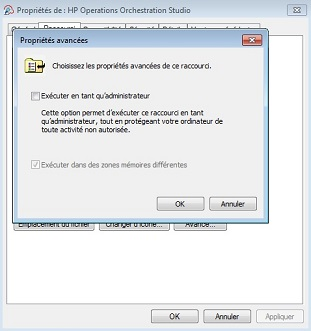 Propriétés de : HP Operations Orchestration Studio
Raccourci
Propriétés avancées
Choisissez les propriétés avancées de ce raccourci.
Exécuter en tant qu'administrateur
Cette option permet d'exécuter ce raccourci en tant
qu'administrateur, tout en protégeant votre ordinateur de
toute activité non autorisée.
Exécuter dans des zones mémoires différentes
OK Annuler
Emplacement du fichier Changer d'icône... Avancé...
OK Annuler Appliquer